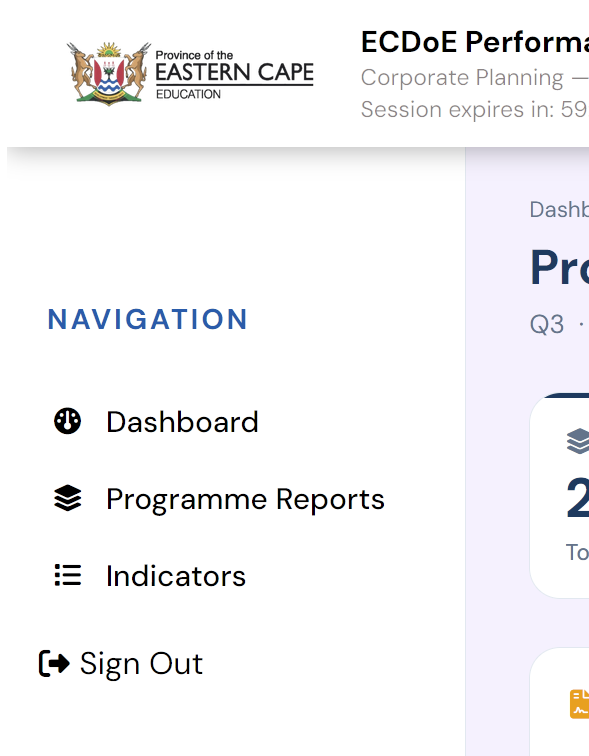 Province of the
EASTERN CAPE
EDUCATION
ECDoE Performa
Corporate Planning —
Session expires in: 59
NAVIGATION
Dashboard
Programme Reports
Indicators
Sign Out
Dashb
Pro
Q3 ·
2
To